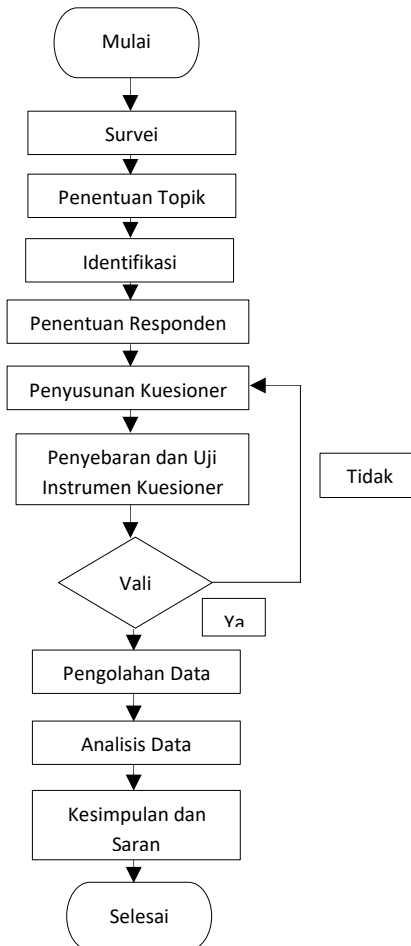 Mulai
Survei
Penentuan Topik
Identifikasi
Penentuan Responden
Penyusunan Kuesioner
Penyebaran dan Uji
Instrumen Kuesioner
Tidak
Vali
Ya
Pengolahan Data
Analisis Data
Kesimpulan dan
Saran
Selesai